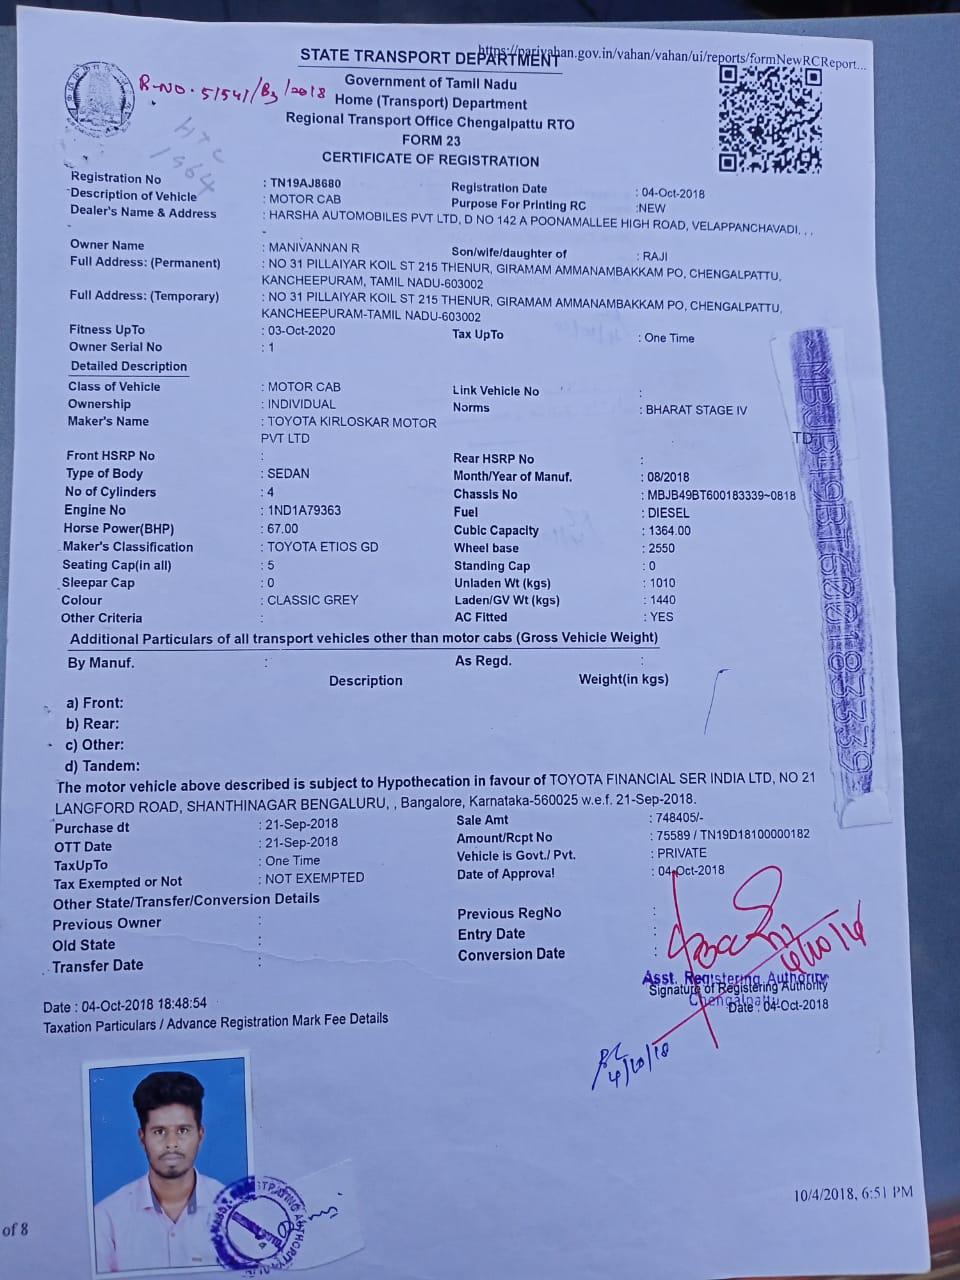 https://parivahan.gov.in/vahan/vahan/ui/reports/formNewRCReport...
STATE TRANSPORT DEPARTMENT
R.NO. 51541/B3/2018
Government of Tamil Nadu
Home (Transport) Department
Regional Transport Office Chengalpattu RTO
FORM 23
CERTIFICATE OF REGISTRATION
HTC
1964
Registration No : TN19AJ8680 Registration Date : 04-Oct-2018
Description of Vehicle : MOTOR CAB Purpose For Printing RC :NEW
Dealer's Name & Address : HARSHA AUTOMOBILES PVT LTD, D NO 142 A POONAMALLEE HIGH ROAD, VELAPPANCHAVADI, , ,
-
Owner Name : MANIVANNAN R Son/wife/daughter of : RAJI
Full Address: (Permanent) : NO 31 PILLAIYAR KOIL ST 215 THENUR, GIRAMAM AMMANAMBAKKAM PO, CHENGALPATTU,
KANCHEEPURAM, TAMIL NADU-603002
Full Address: (Temporary) : NO 31 PILLAIYAR KOIL ST 215 THENUR, GIRAMAM AMMANAMBAKKAM PO, CHENGALPATTU,
KANCHEEPURAM-TAMIL NADU-603002
Fitness UpTo : 03-Oct-2020 Tax UpTo : One Time
Owner Serial No : 1
Detailed Description
Class of Vehicle : MOTOR CAB Link Vehicle No :
Ownership : INDIVIDUAL Norms : BHARAT STAGE IV
Maker's Name : TOYOTA KIRLOSKAR MOTOR
PVT LTD
TD
Front HSRP No : Rear HSRP No :
Type of Body : SEDAN Month/Year of Manuf. : 08/2018
No of Cylinders : 4 Chassis No : MBJB49BT600183339~0818
Engine No : 1ND1A79363 Fuel : DIESEL
Horse Power(BHP) : 67.00 Cubic Capacity : 1364.00
Maker's Classification : TOYOTA ETIOS GD Wheel base : 2550
Seating Cap(in all) : 5 Standing Cap : 0
Sleepar Cap : 0 Unladen Wt (kgs) : 1010
Colour : CLASSIC GREY Laden/GV Wt (kgs) : 1440
Other Criteria : AC Fitted : YES
Additional Particulars of all transport vehicles other than motor cabs (Gross Vehicle Weight)
By Manuf. : As Regd. :
Description Weight(in kgs)
a) Front:
b) Rear:
c) Other:
d) Tandem:
The motor vehicle above described is subject to Hypothecation in favour of TOYOTA FINANCIAL SER INDIA LTD, NO 21
LANGFORD ROAD, SHANTHINAGAR BENGALURU, , Bangalore, Karnataka-560025 w.e.f. 21-Sep-2018.
Purchase dt : 21-Sep-2018 Sale Amt : 748405/-
OTT Date : 21-Sep-2018 Amount/Rcpt No : 75589 / TN19D18100000182
TaxUpTo : One Time Vehicle is Govt./ Pvt. : PRIVATE
Tax Exempted or Not : NOT EXEMPTED Date of Approval : 04-Oct-2018
Other State/Transfer/Conversion Details
Previous Owner : Previous RegNo :
Old State : Entry Date :
Transfer Date : Conversion Date :
Asst. Registering Authority
Signature of Registering Authority
Chengalpattu
Date : 04-Oct-2018
Date : 04-Oct-2018 18:48:54
Taxation Particulars / Advance Registration Mark Fee Details
4/10/18
10/4/2018, 6:51 PM
of 8